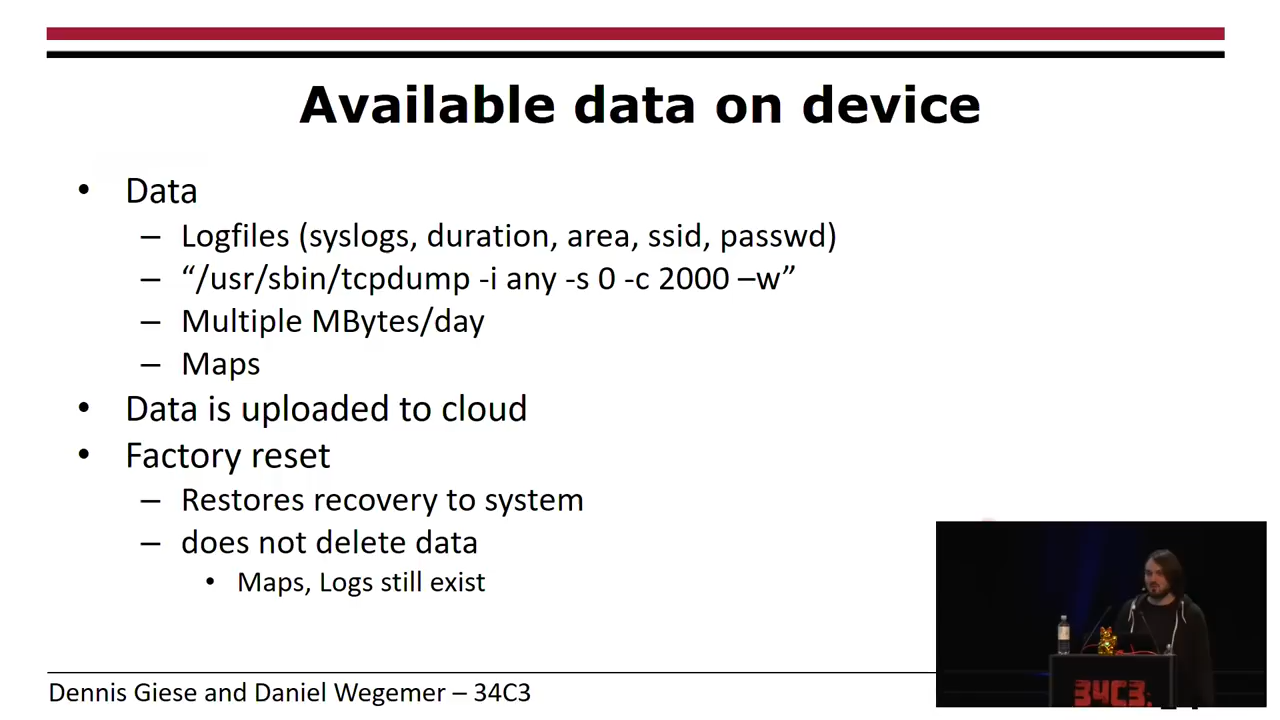 Available data on device
• Data
– Logfiles (syslogs, duration, area, ssid, passwd)
– “/usr/sbin/tcpdump -i any -s 0 -c 2000 –w”
– Multiple MBytes/day
– Maps
• Data is uploaded to cloud
• Factory reset
– Restores recovery to system
– does not delete data
• Maps, Logs still exist
Dennis Giese and Daniel Wegemer – 34C3
34C3